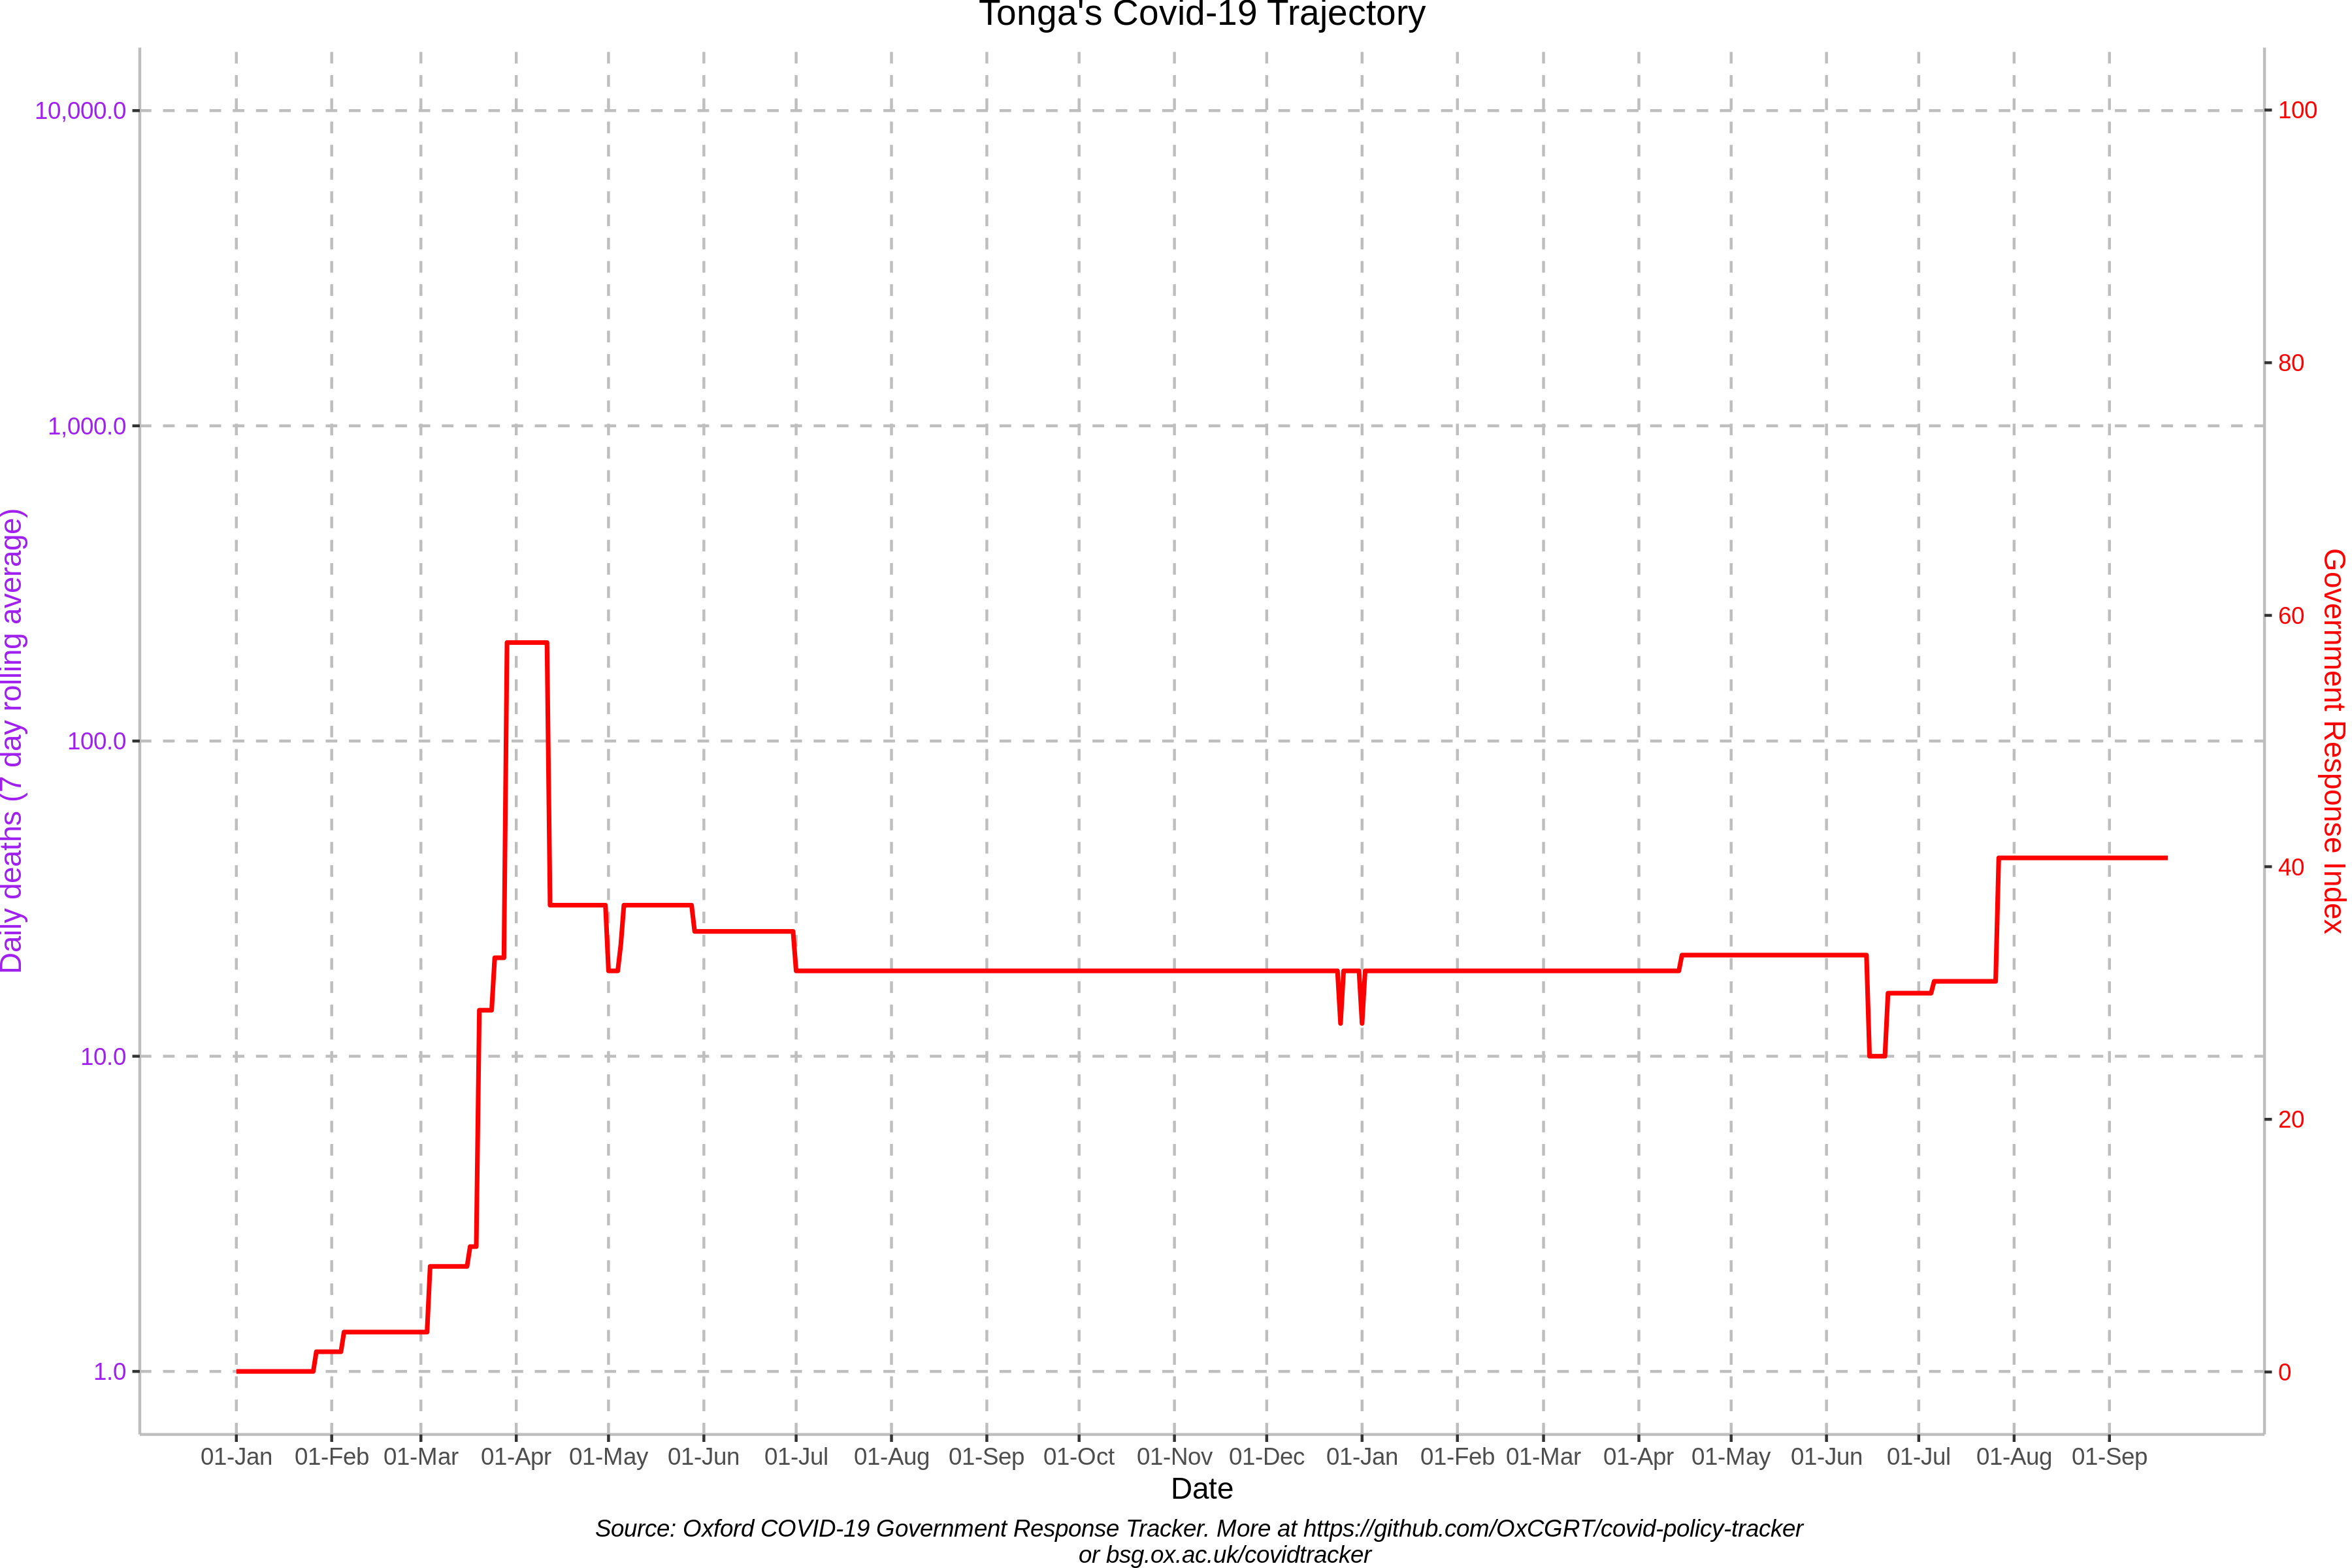 Tonga's Covid-19 Trajectory
10,000.0
1,000.0
100.0
10.0
1.0
Daily deaths (7 day rolling average)
100
80
60
40
20
0
Government Response Index
01-Jan 01-Feb 01-Mar 01-Apr 01-May 01-Jun 01-Jul 01-Aug 01-Sep 01-Oct 01-Nov 01-Dec 01-Jan 01-Feb 01-Mar 01-Apr 01-May 01-Jun 01-Jul 01-Aug 01-Sep
Date
Source: Oxford COVID-19 Government Response Tracker. More at https://github.com/OxCGRT/covid-policy-tracker
or bsg.ox.ac.uk/covidtracker